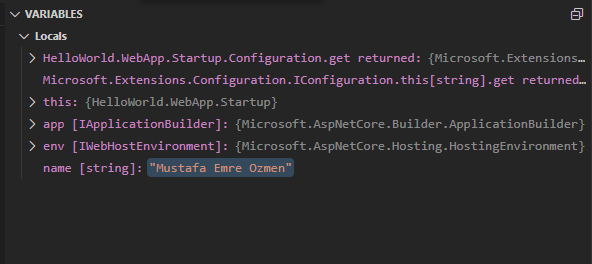 VARIABLES
Locals
HelloWorld.WebApp.Startup.Configuration.get returned: {Microsoft.Extensions...
Microsoft.Extensions.Configuration.IConfiguration.this[string].get returned...
this: {HelloWorld.WebApp.Startup}
app [IApplicationBuilder]: {Microsoft.AspNetCore.Builder.ApplicationBuilder}
env [IWebHostEnvironment]: {Microsoft.AspNetCore.Hosting.HostingEnvironment}
name [string]: "Mustafa Emre Ozmen"